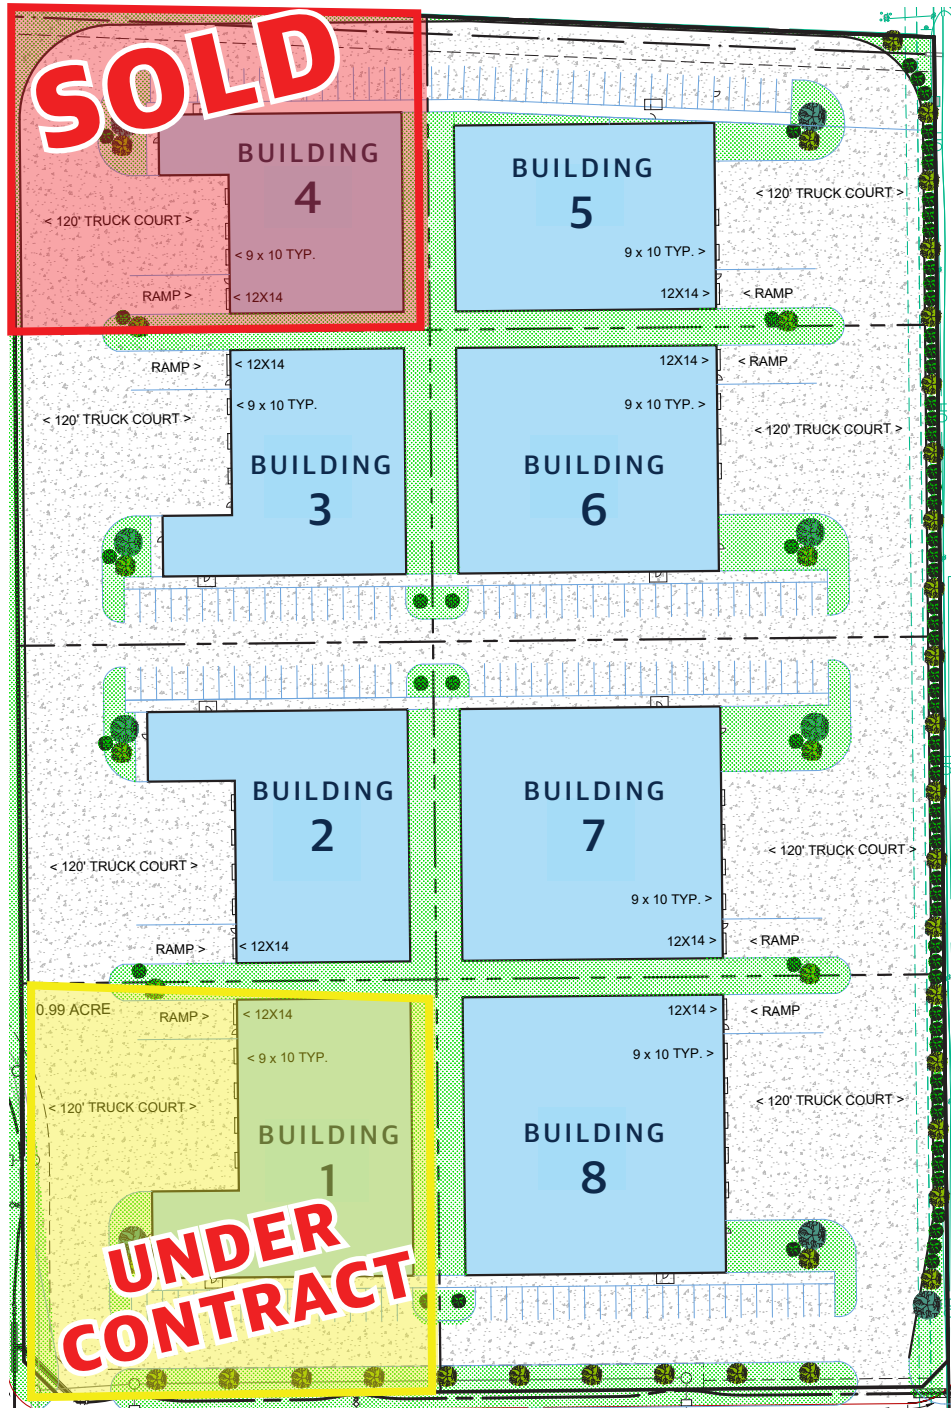 SOLD
BUILDING
4
< 120' TRUCK COURT >
< 9 x 10 TYP.
RAMP >
< 12X14
BUILDING
5
< 120' TRUCK COURT >
9 x 10 TYP. >
12X14 >
< RAMP
RAMP >
< 12X14
< 9 x 10 TYP.
< 120' TRUCK COURT >
BUILDING
3
12X14 >
< RAMP
9 x 10 TYP. >
< 120' TRUCK COURT >
BUILDING
6
BUILDING
2
< 120' TRUCK COURT >
RAMP >
< 12X14
BUILDING
7
< 120' TRUCK COURT >
9 x 10 TYP. >
12X14 >
< RAMP
0.99 ACRE
RAMP >
< 12X14
< 9 x 10 TYP.
< 120' TRUCK COURT >
BUILDING
1
UNDER
CONTRACT
12X14 >
< RAMP
9 x 10 TYP. >
< 120' TRUCK COURT >
BUILDING
8